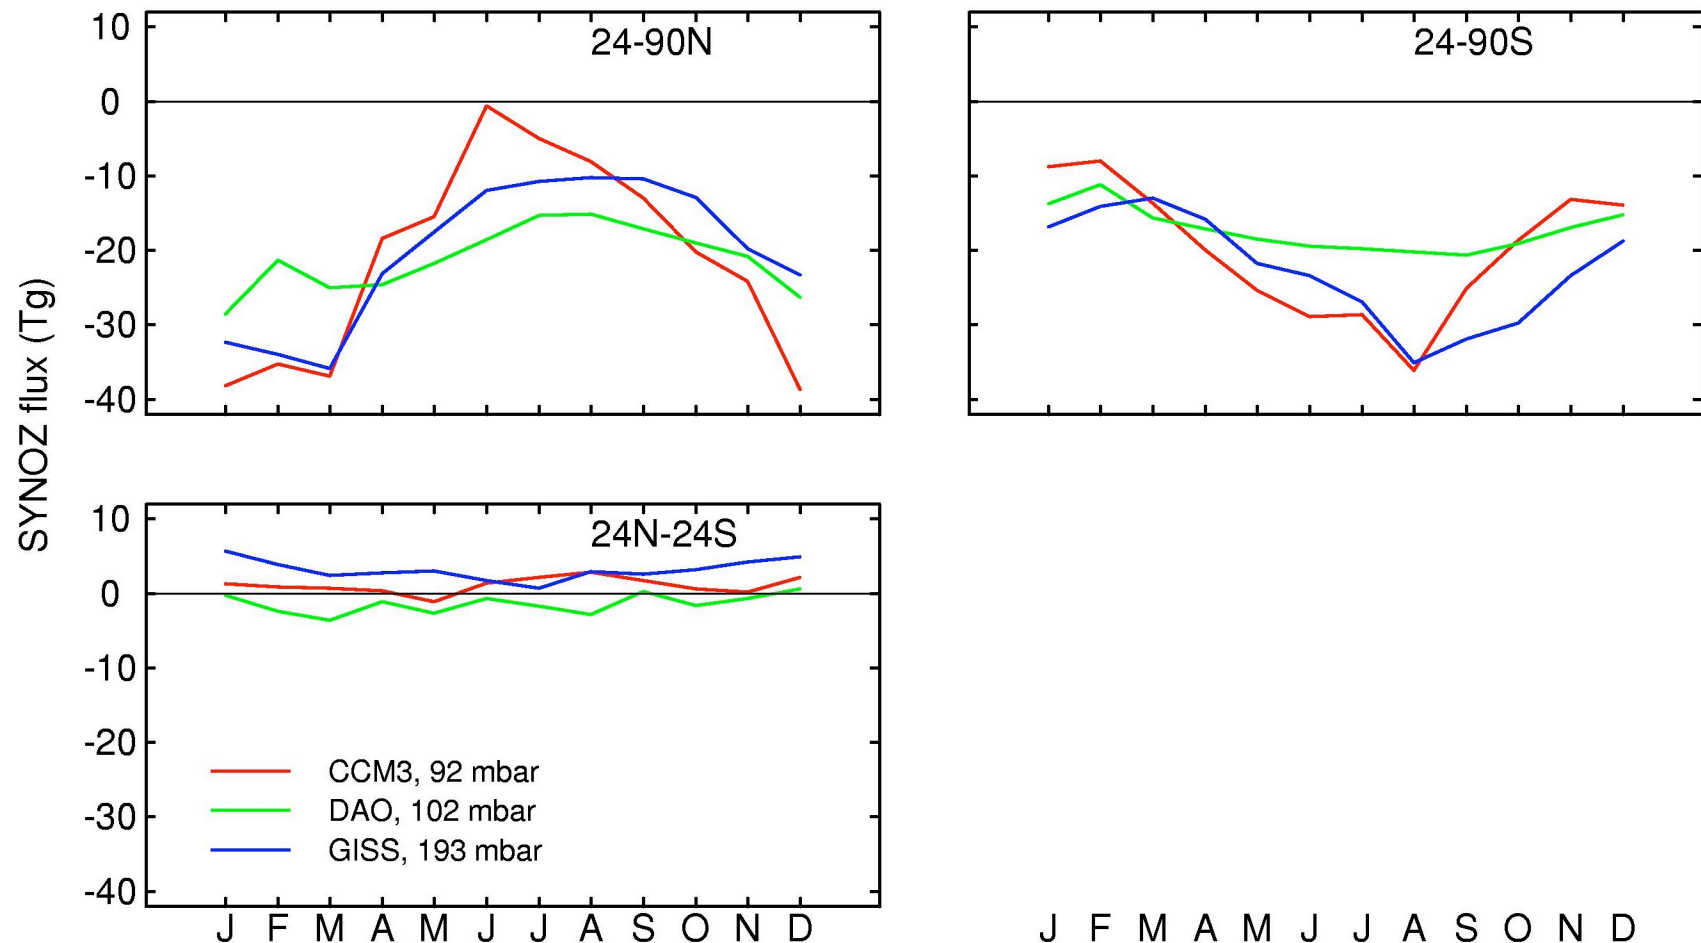 SYNOZ flux (Tg)
24-90N
10
0
-10
-20
-30
-40
24-90S
24N-24S
10
0
-10
-20
-30
-40
CCM3, 92 mbar
DAO, 102 mbar
GISS, 193 mbar
J F M A M J J A S O N D
J F M A M J J A S O N D